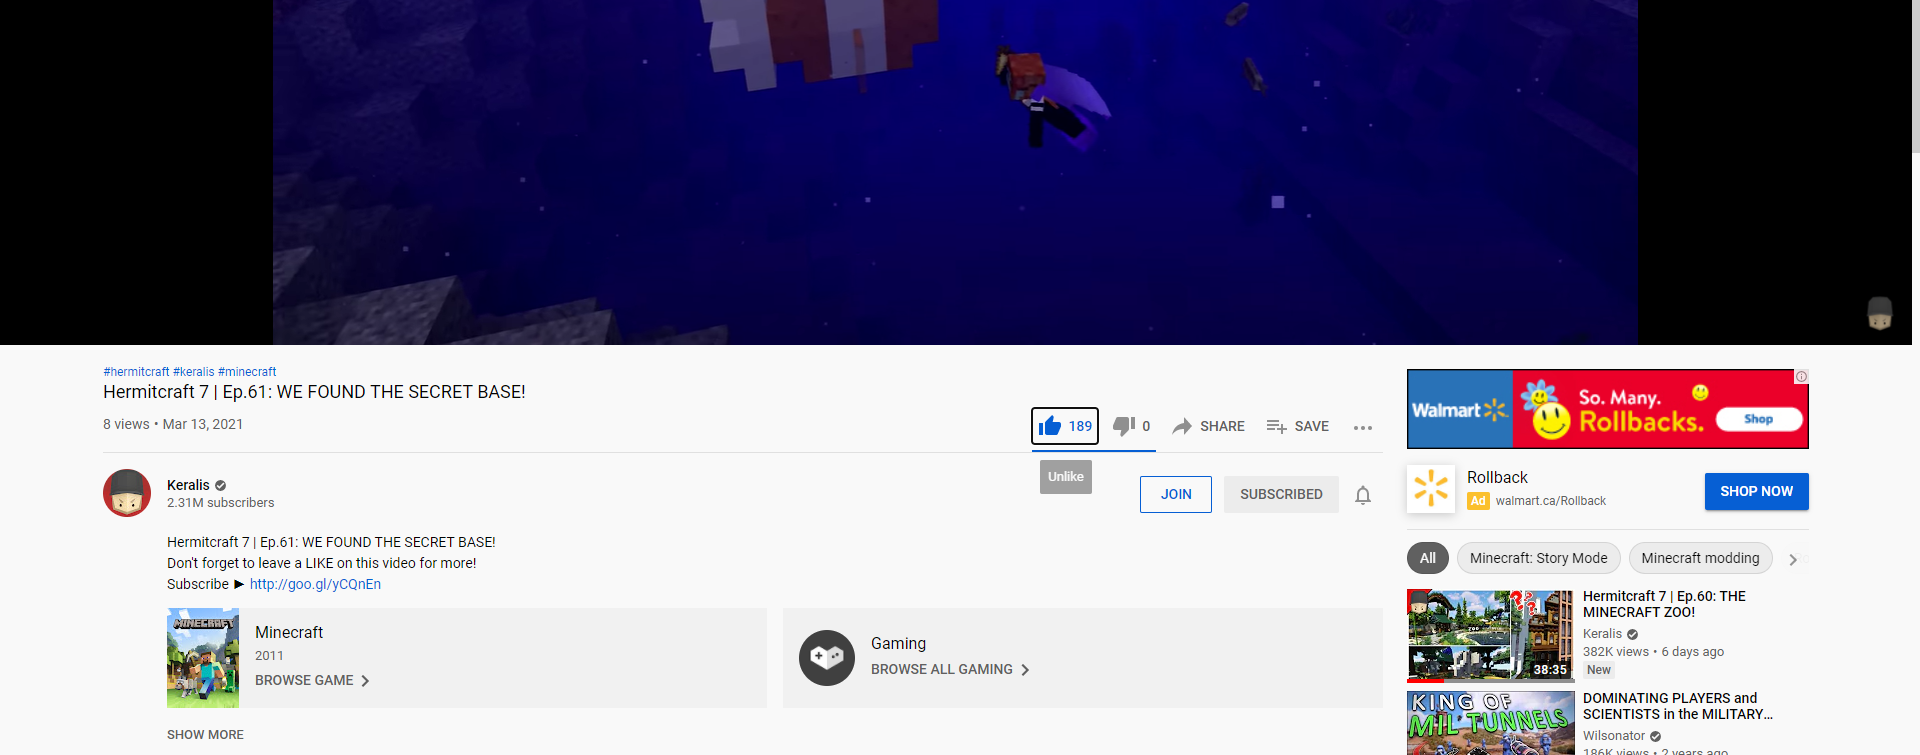 #hermitcraft #keralis #minecraft
Hermitcraft 7 | Ep.61: WE FOUND THE SECRET BASE!
8 views • Mar 13, 2021
189
0
SHARE
SAVE
Unlike
Keralis
2.31M subscribers
JOIN
SUBSCRIBED
Hermitcraft 7 | Ep.61: WE FOUND THE SECRET BASE!
Don't forget to leave a LIKE on this video for more!
Subscribe ► http://goo.gl/yCQnEn
MINECRAFT
Minecraft
2011
BROWSE GAME
Gaming
BROWSE ALL GAMING
SHOW MORE
Walmart
So. Many.
Rollbacks.
Shop
Rollback
Ad walmart.ca/Rollback
SHOP NOW
All
Minecraft: Story Mode
Minecraft modding
38:35
Hermitcraft 7 | Ep.60: THE
MINECRAFT ZOO!
Keralis
382K views • 6 days ago
New
KING OF
MIL TUNNELS
DOMINATING PLAYERS and
SCIENTISTS in the MILITARY...
Wilsonator
186K views • 2 years ago